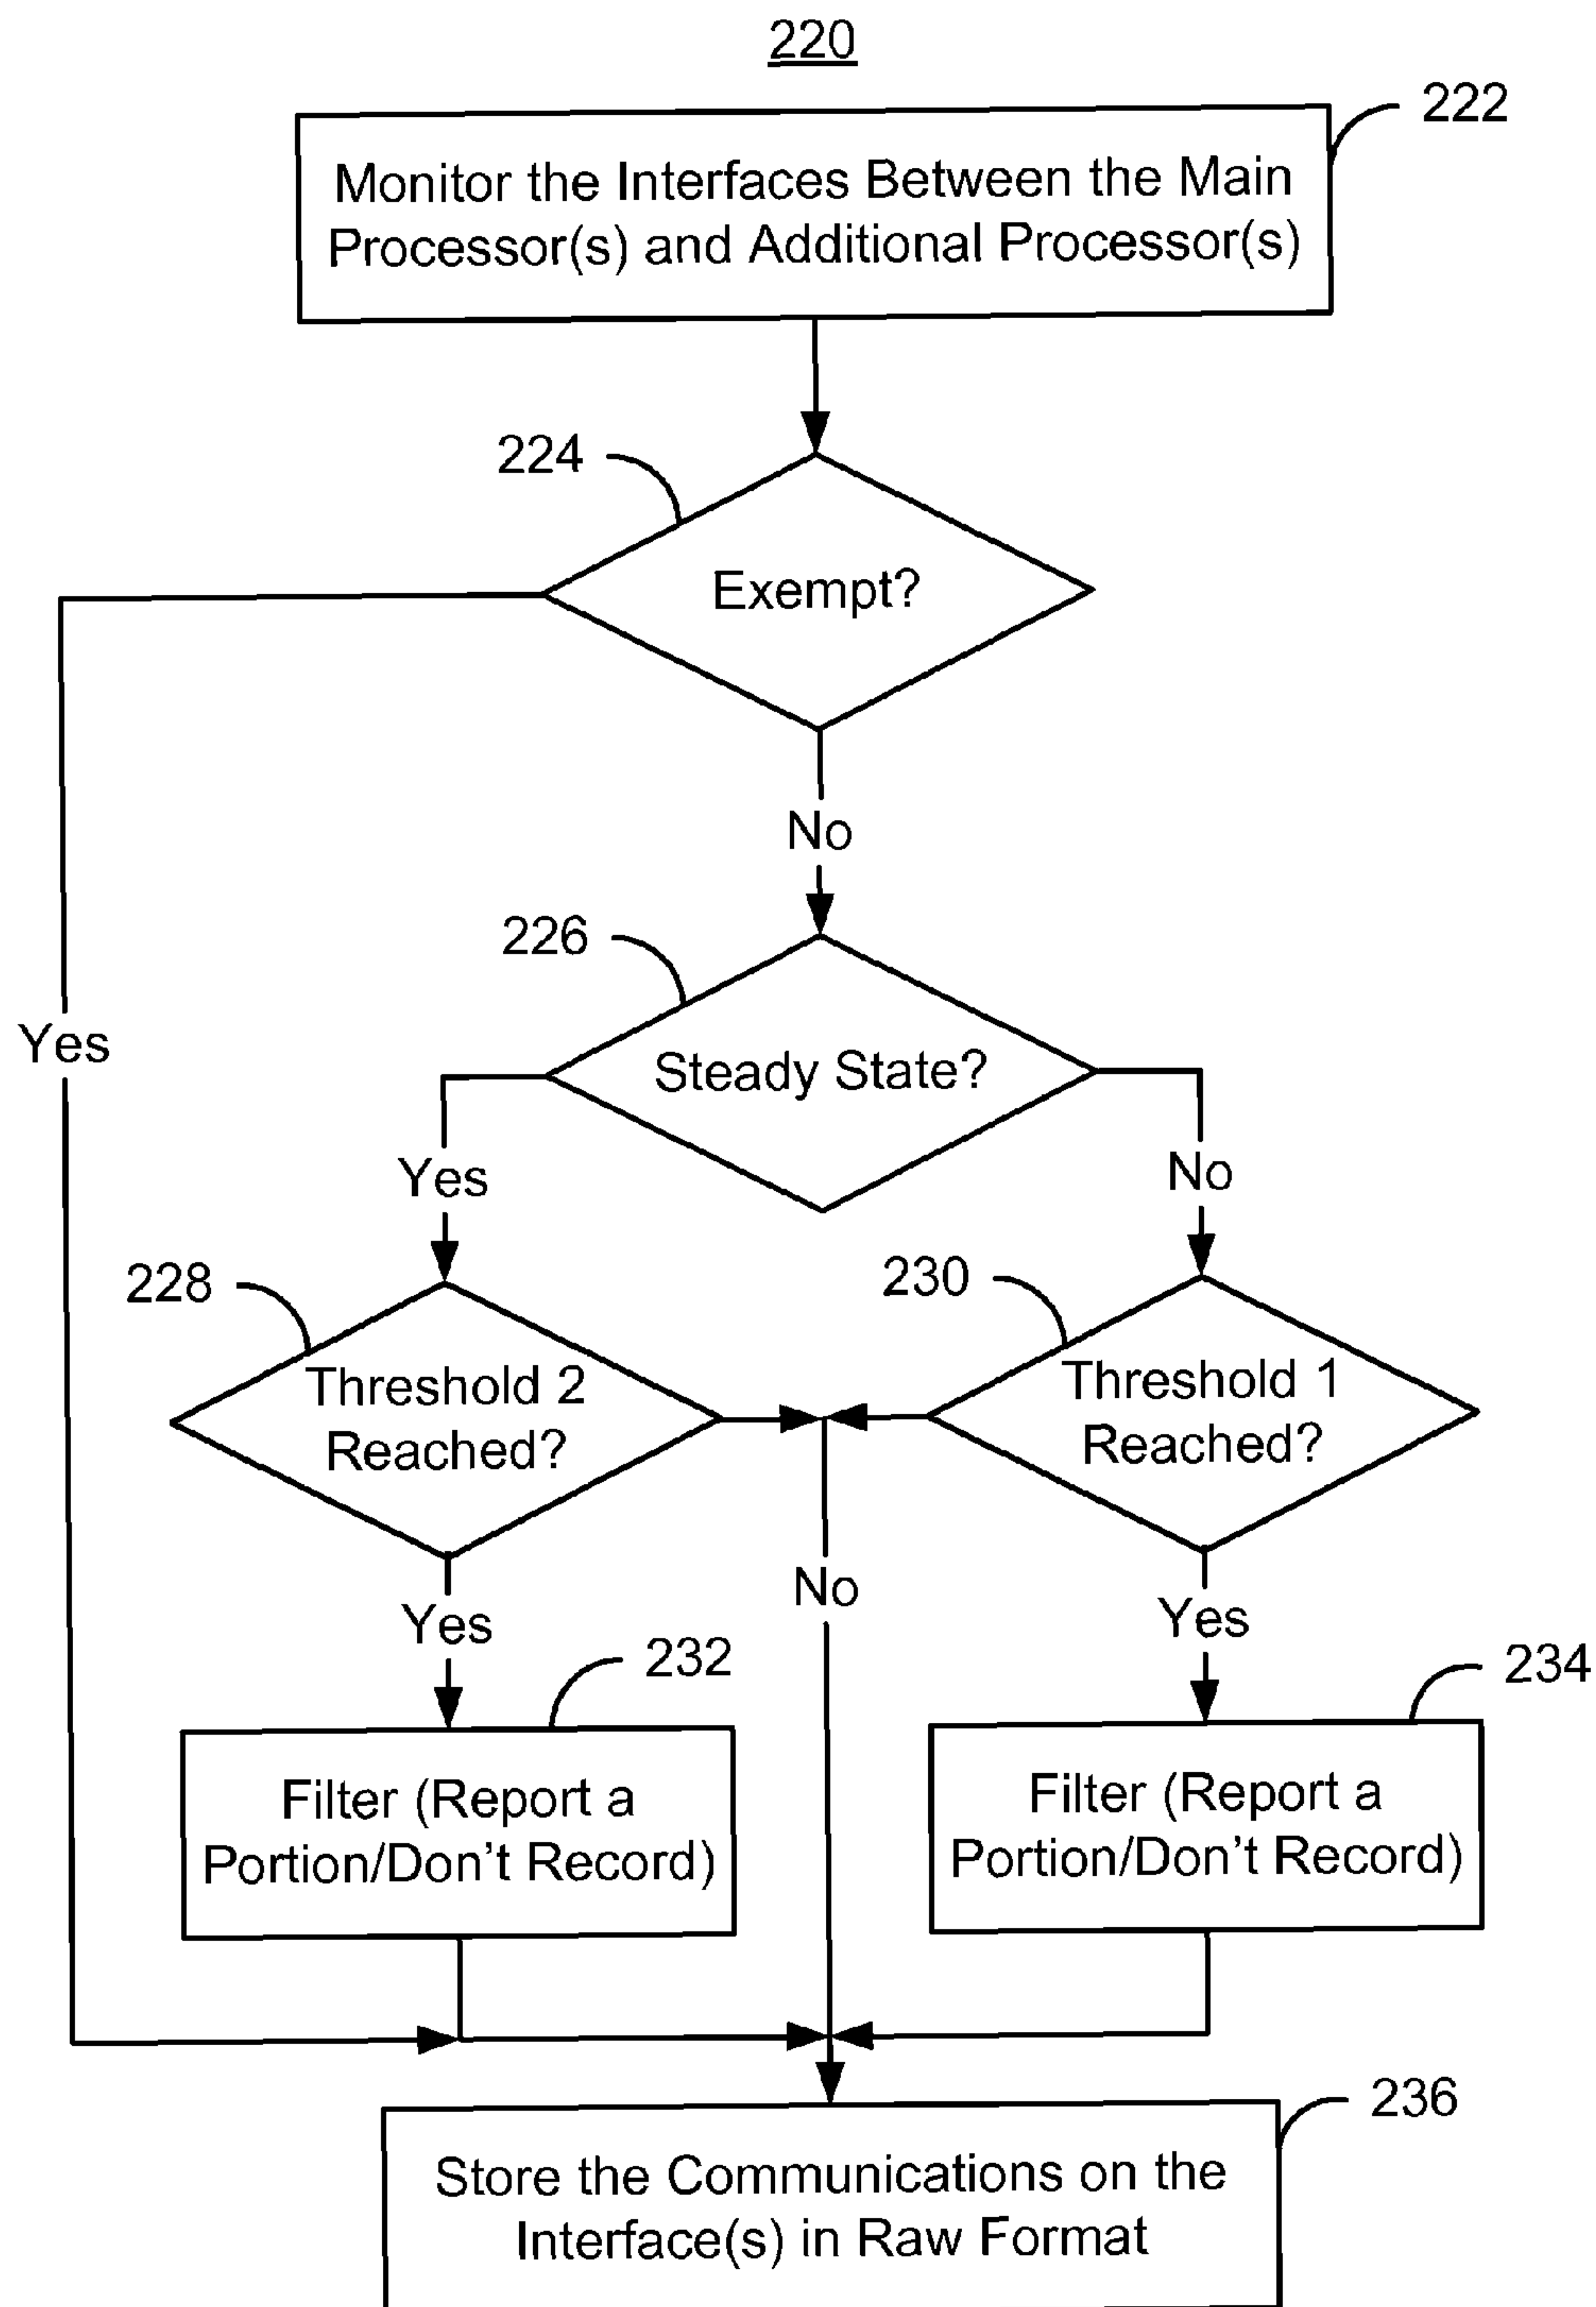 220
222
Monitor the Interfaces Between the Main
Processor(s) and Additional Processor(s)
224
Exempt?
No
226
Yes
Steady State?
Yes
No
228
230
Threshold 2
Reached?
Threshold 1
Reached?
No
Yes
Yes
232
234
Filter (Report a
Portion/Don't Record)
Filter (Report a
Portion/Don't Record)
236
Store the Communications on the
Interface(s) in Raw Format